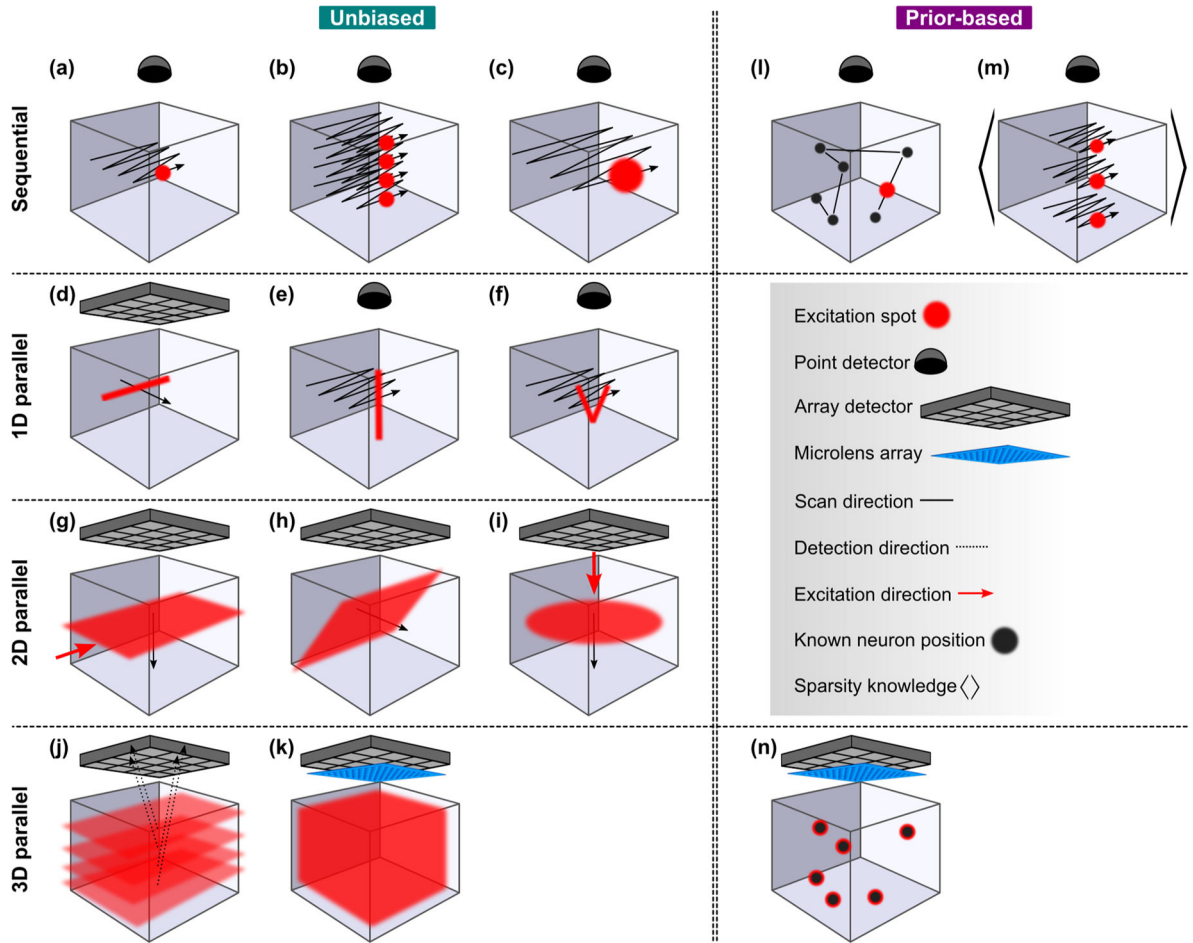 Unbiased
Prior-based
Sequential
(a)
(b)
(c)
(l)
(m)
1D parallel
(d)
(e)
(f)
Excitation spot
Point detector
Array detector
Microlens array
Scan direction
Detection direction
Excitation direction
Known neuron position
Sparsity knowledge
2D parallel
(g)
(h)
(i)
3D parallel
(j)
(k)
(n)